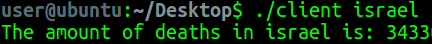 user@ubuntu:~/Desktop$ ./client israel
The amount of deaths in israel is: 3433